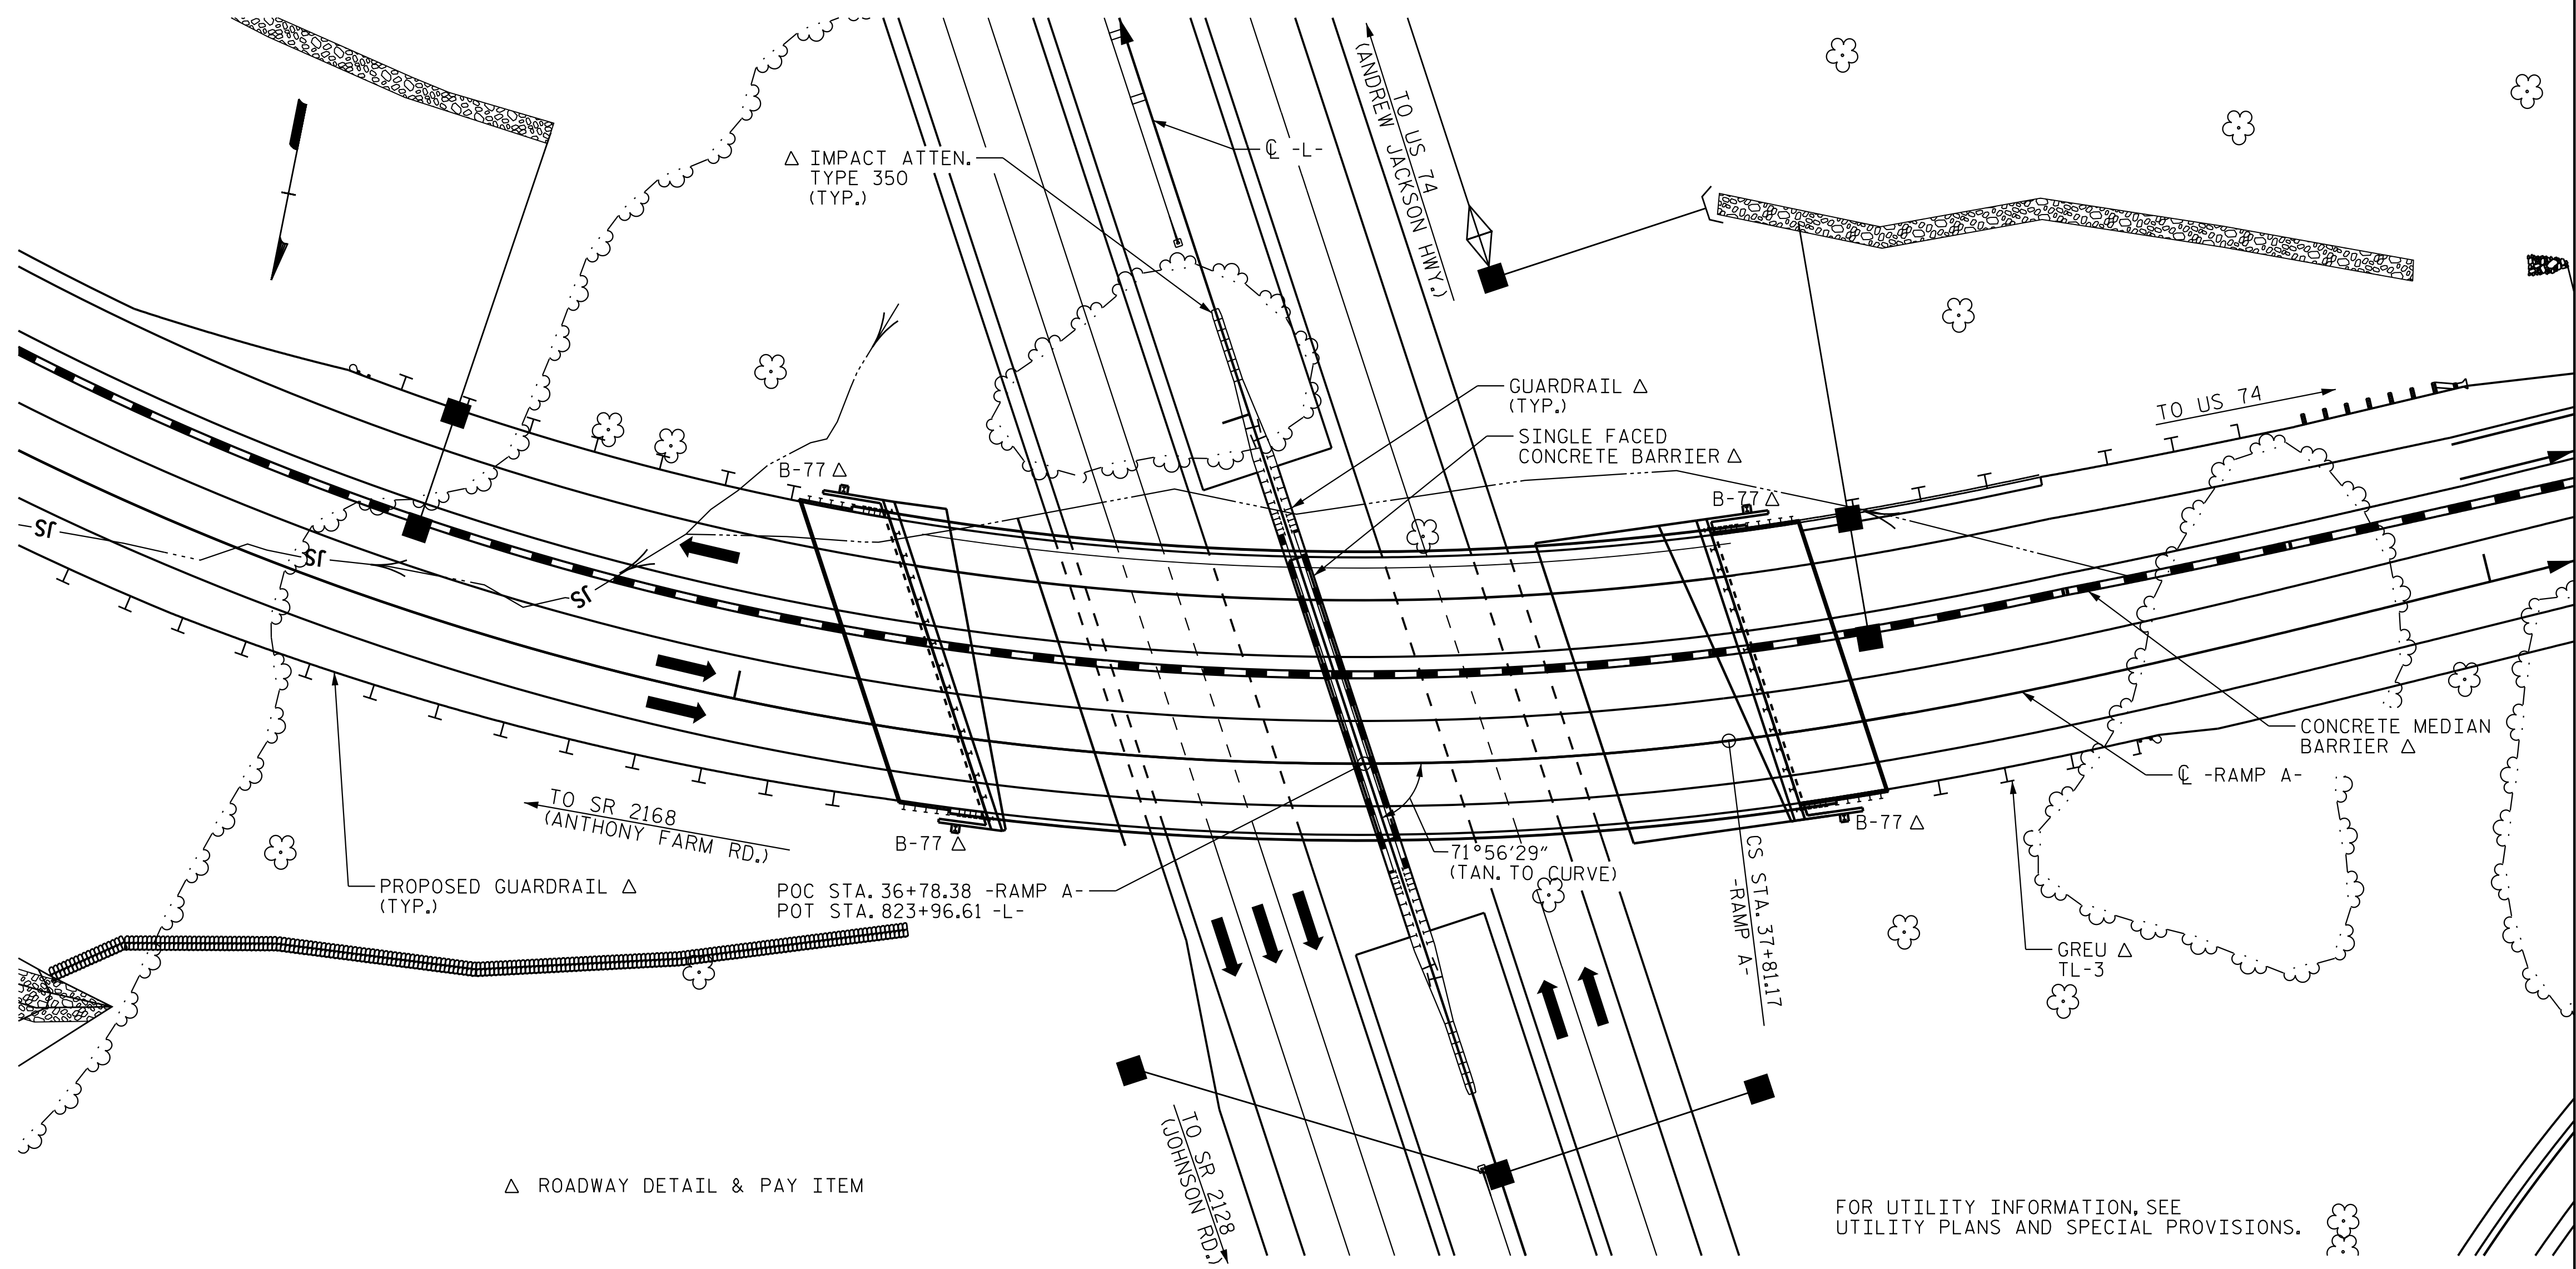 △ IMPACT ATTEN.
TYPE 350
(TYP.)
℄ -L-
TO US 74
(ANDREW JACKSON HWY.)
GUARDRAIL △
(TYP.)
SINGLE FACED
CONCRETE BARRIER △
TO US 74
B-77 △
B-77 △
JS
JS
JS
CONCRETE MEDIAN
BARRIER △
℄ -RAMP A-
TO SR 2168
(ANTHONY FARM RD.)
B-77 △
B-77 △
71°56'29"
(TAN. TO CURVE)
CS STA. 37+81.17
-RAMP A-
PROPOSED GUARDRAIL △
(TYP.)
POC STA. 36+78.38 -RAMP A-
POT STA. 823+96.61 -L-
GREU △
TL-3
TO SR 2128
(JOHNSON RD.)
△ ROADWAY DETAIL & PAY ITEM
FOR UTILITY INFORMATION, SEE
UTILITY PLANS AND SPECIAL PROVISIONS.